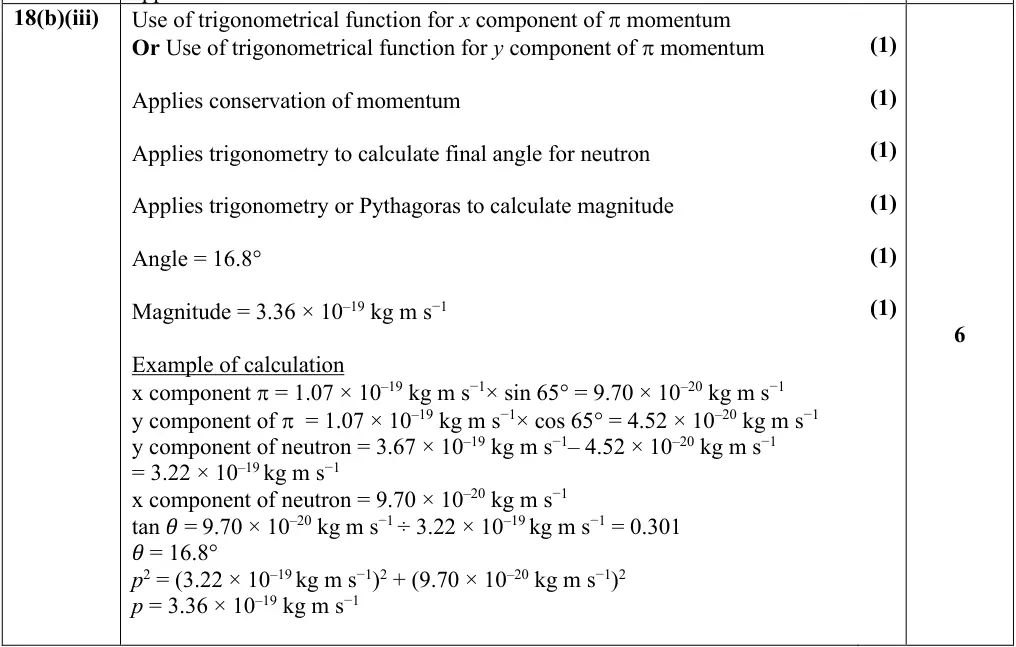 18(b)(iii) Use of trigonometrical function for x component of π momentum
Or Use of trigonometrical function for y component of π momentum (1)
Applies conservation of momentum (1)
Applies trigonometry to calculate final angle for neutron (1)
Applies trigonometry or Pythagoras to calculate magnitude (1)
Angle = 16.8° (1)
Magnitude = 3.36 × 10⁻¹⁹ kg m s⁻¹ (1)
6
Example of calculation
x component π = 1.07 × 10⁻¹⁹ kg m s⁻¹× sin 65° = 9.70 × 10⁻²⁰ kg m s⁻¹
y component of π = 1.07 × 10⁻¹⁹ kg m s⁻¹× cos 65° = 4.52 × 10⁻²⁰ kg m s⁻¹
y component of neutron = 3.67 × 10⁻¹⁹ kg m s⁻¹– 4.52 × 10⁻²⁰ kg m s⁻¹
= 3.22 × 10⁻¹⁹ kg m s⁻¹
x component of neutron = 9.70 × 10⁻²⁰ kg m s⁻¹
tan θ = 9.70 × 10⁻²⁰ kg m s⁻¹ ÷ 3.22 × 10⁻¹⁹ kg m s⁻¹ = 0.301
θ = 16.8°
p² = (3.22 × 10⁻¹⁹ kg m s⁻¹)² + (9.70 × 10⁻²⁰ kg m s⁻¹)²
p = 3.36 × 10⁻¹⁹ kg m s⁻¹